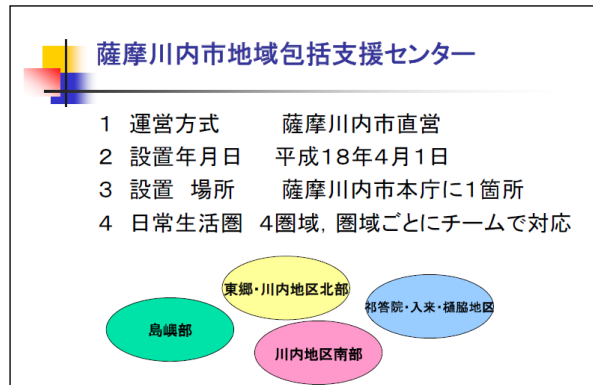 薩摩川内市地域包括支援センター
1 運営方式 薩摩川内市直営
2 設置年月日 平成18年4月1日
3 設置 場所 薩摩川内市本庁に1箇所
4 日常生活圏 4圏域，圏域ごとにチームで対応
東郷・川内地区北部
祁答院・入来・樋脇地区
島嶼部
川内地区南部